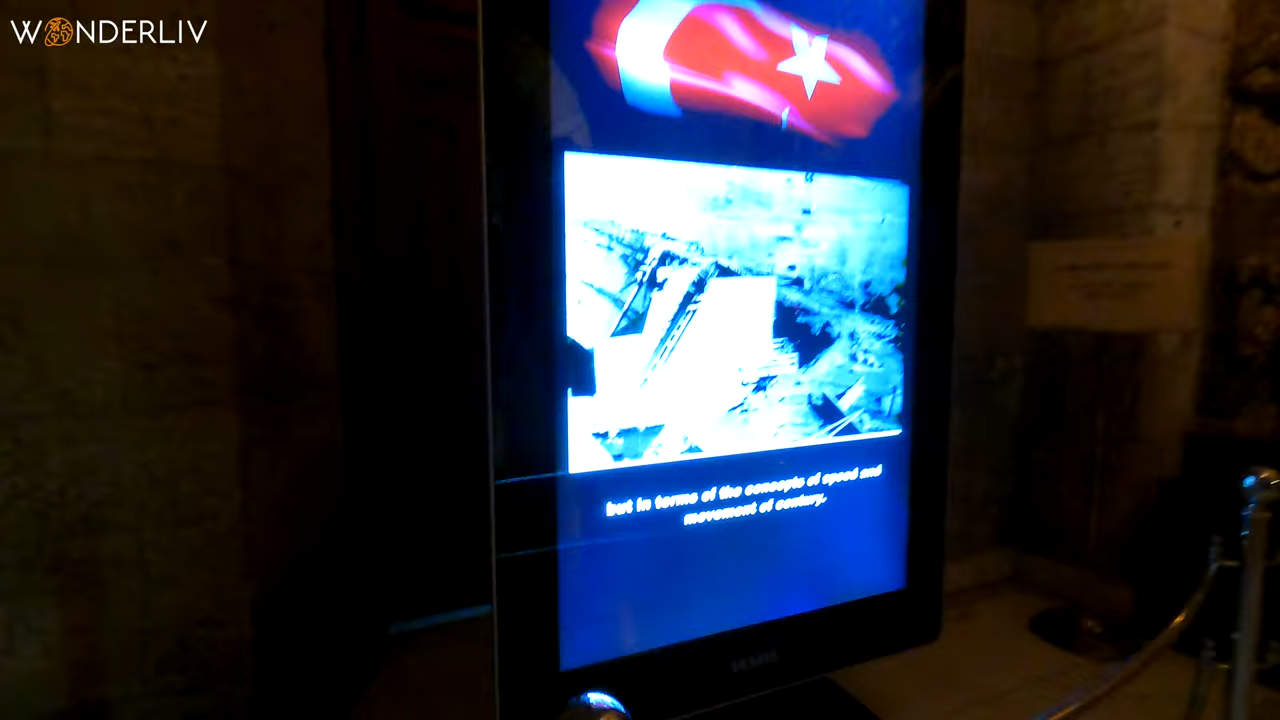 WONDERLIV
but in terms of the concepts of speed and
movement of century.